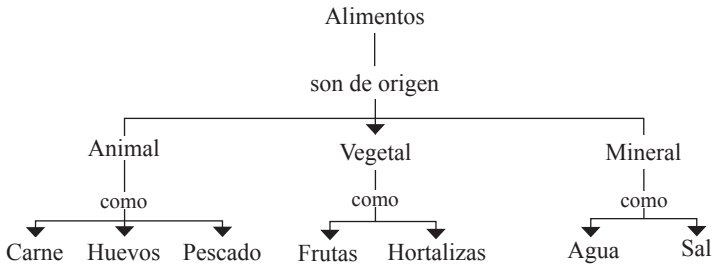 Alimentos
son de origen
Animal Vegetal Mineral
como como como
Carne Huevos Pescado Frutas Hortalizas Agua Sal